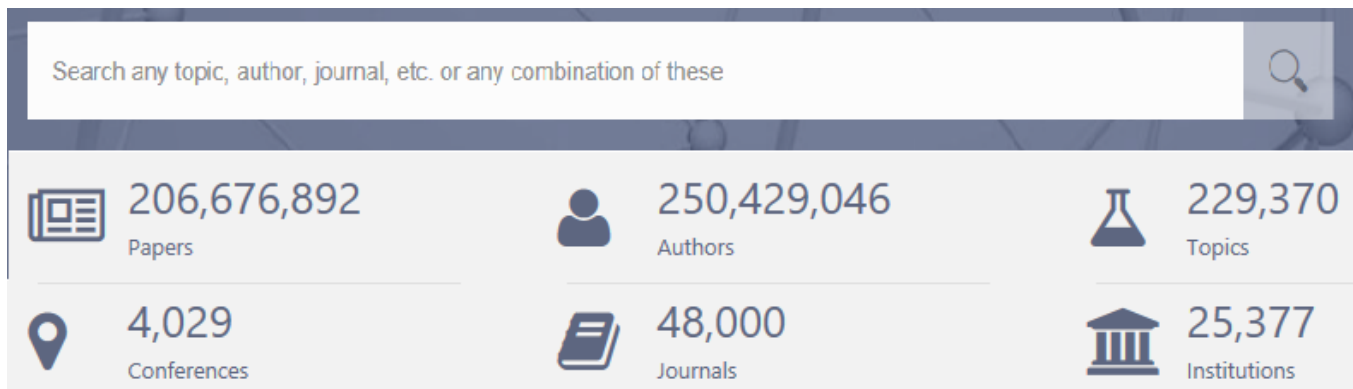 Search any topic, author, journal, etc. or any combination of these
206,676,892
Papers
250,429,046
Authors
229,370
Topics
4,029
Conferences
48,000
Journals
25,377
Institutions